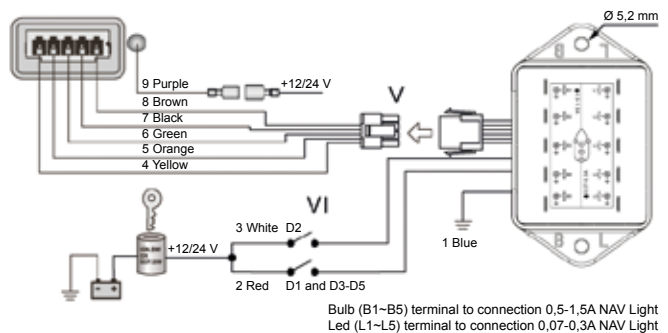 Ø 5,2 mm
B L
9 Purple
+12/24 V
8 Brown
7 Black
6 Green
5 Orange
4 Yellow
V
VI
3 White D2
+12/24 V
1 Blue
2 Red D1 and D3-D5
B L
Bulb (B1~B5) terminal to connection 0,5-1,5A NAV Light
Led (L1~L5) terminal to connection 0,07-0,3A NAV Light